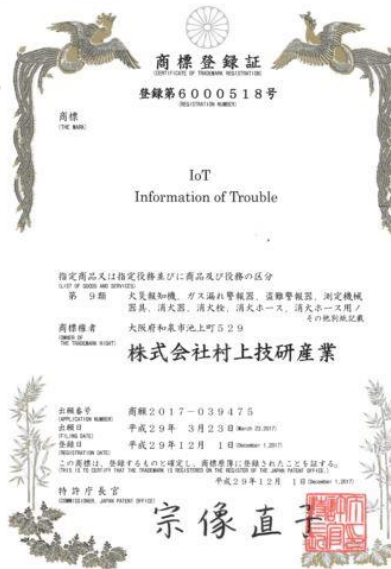 商標登録証
(CERTIFICATE OF TRADEMARK REGISTRATION)
登録第6000518号
(REGISTRATION NUMBER)
商標
(THE MARK)
IoT
Information of Trouble
指定商品又は指定役務並びに商品及び役務の区分
(LIST OF GOODS AND SERVICES)
第 9類 火災報知機、ガス漏れ警報器、盗難警報器、測定機械
器具、消火器、消火栓、消火ホース、消火ホース用ノ
その他別紙記載
商標権者 大阪府和泉市池上町529
(OWNER OF THE TRADEMARK RIGHT)
株式会社村上技研産業
出願番号 商願2017-039475
(APPLICATION NUMBER)
出願日 平成29年 3月23日(March 23,2017)
(FILING DATE)
登録日 平成29年12月 1日(December 1,2017)
(REGISTRATION DATE)
この商標は、登録するものと確定し、商標原簿に登録されたことを証する。
(THIS IS TO CERTIFY THAT THE TRADEMARK IS REGISTERED ON THE REGISTER OF THE JAPAN PATENT OFFICE.)
平成29年12月 1日(December 1,2017)
特許庁長官
(COMMISSIONER, JAPAN PATENT OFFICE)
宗像直子